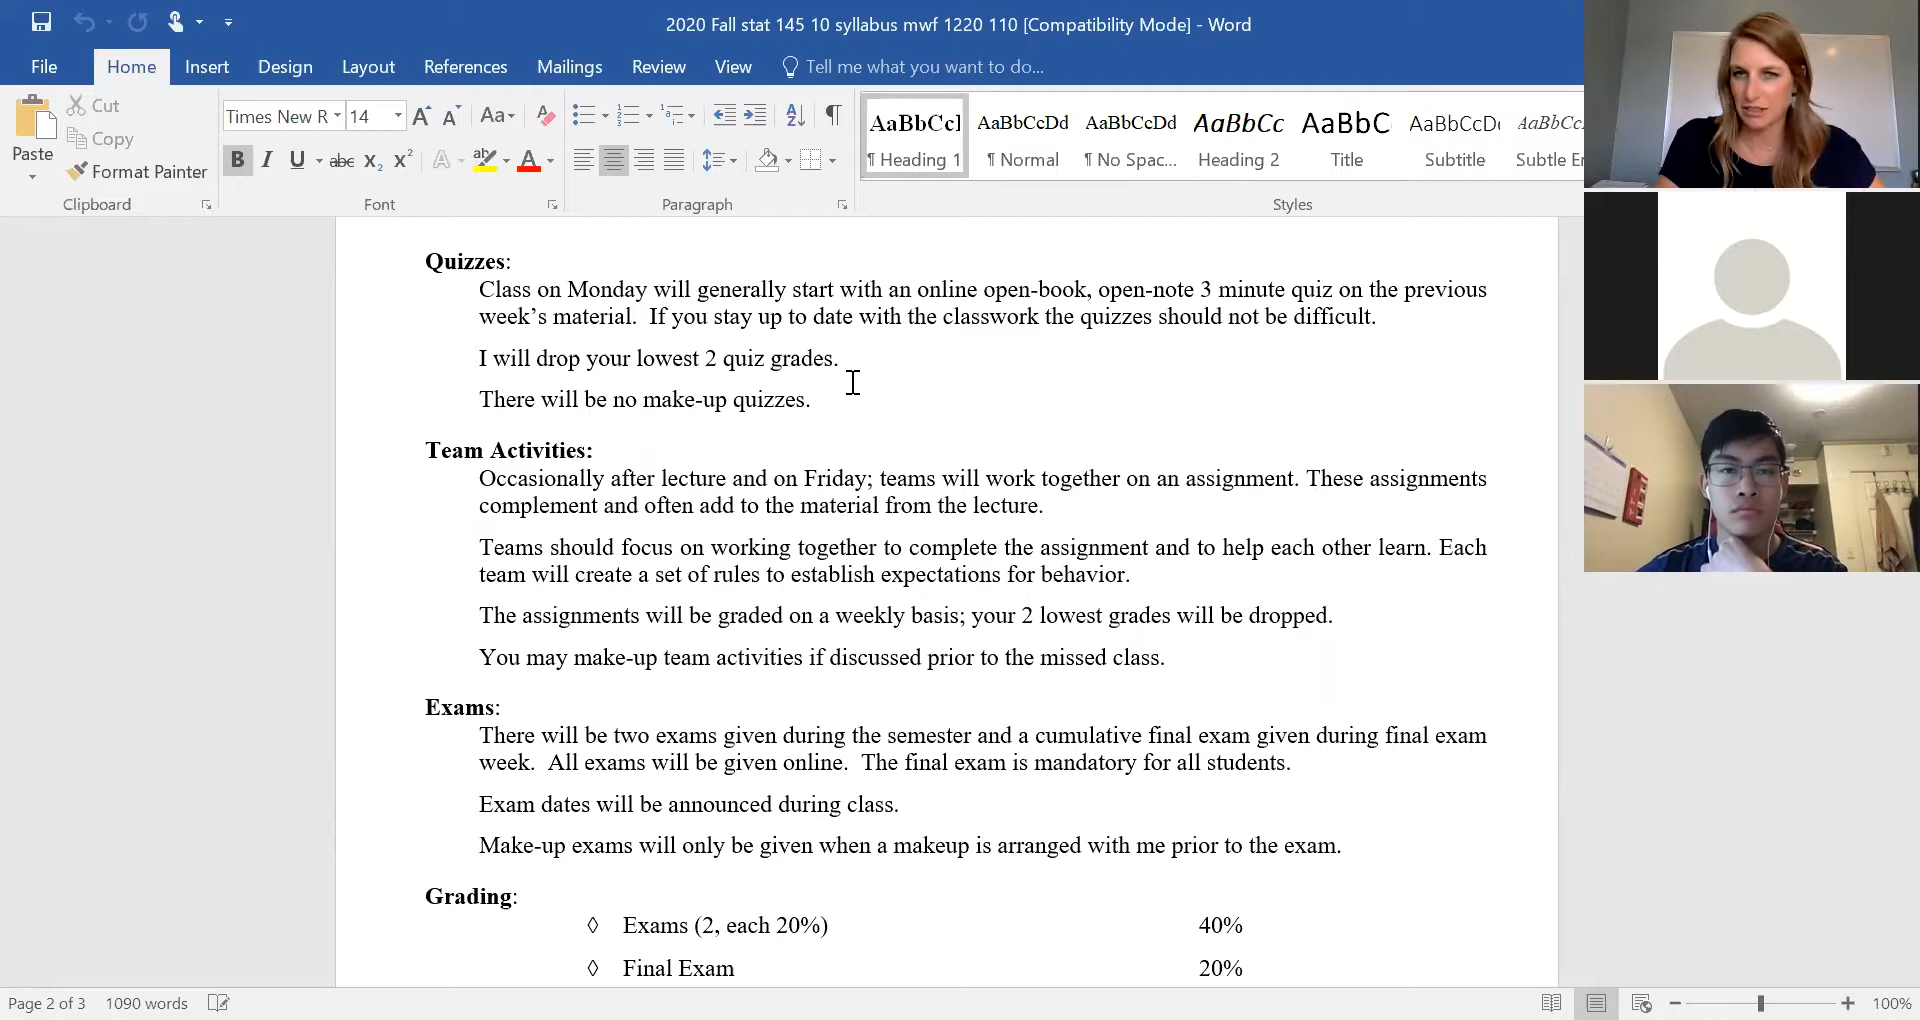 2020 Fall stat 145 10 syllabus mwf 1220 110 [Compatibility Mode] - Word
File Home Insert Design Layout References Mailings Review View Tell me what you want to do...
Paste
Cut
Copy
Format Painter
Clipboard
Times New R 14 Aa
B I U abc X₂ X² A ab A
Font
Paragraph
AaBbCcI AaBbCcDd AaBbCcDd AaBbCc AaBbC AaBbCcD AaBbCc
¶ Heading 1 ¶ Normal ¶ No Spac... Heading 2 Title Subtitle Subtle E
Styles
Quizzes:
Class on Monday will generally start with an online open-book, open-note 3 minute quiz on the previous
week’s material. If you stay up to date with the classwork the quizzes should not be difficult.
I will drop your lowest 2 quiz grades.
There will be no make-up quizzes.
Team Activities:
Occasionally after lecture and on Friday; teams will work together on an assignment. These assignments
complement and often add to the material from the lecture.
Teams should focus on working together to complete the assignment and to help each other learn. Each
team will create a set of rules to establish expectations for behavior.
The assignments will be graded on a weekly basis; your 2 lowest grades will be dropped.
You may make-up team activities if discussed prior to the missed class.
Exams:
There will be two exams given during the semester and a cumulative final exam given during final exam
week. All exams will be given online. The final exam is mandatory for all students.
Exam dates will be announced during class.
Make-up exams will only be given when a makeup is arranged with me prior to the exam.
Grading:
◊ Exams (2, each 20%) 40%
◊ Final Exam 20%
Page 2 of 3 1090 words 100%